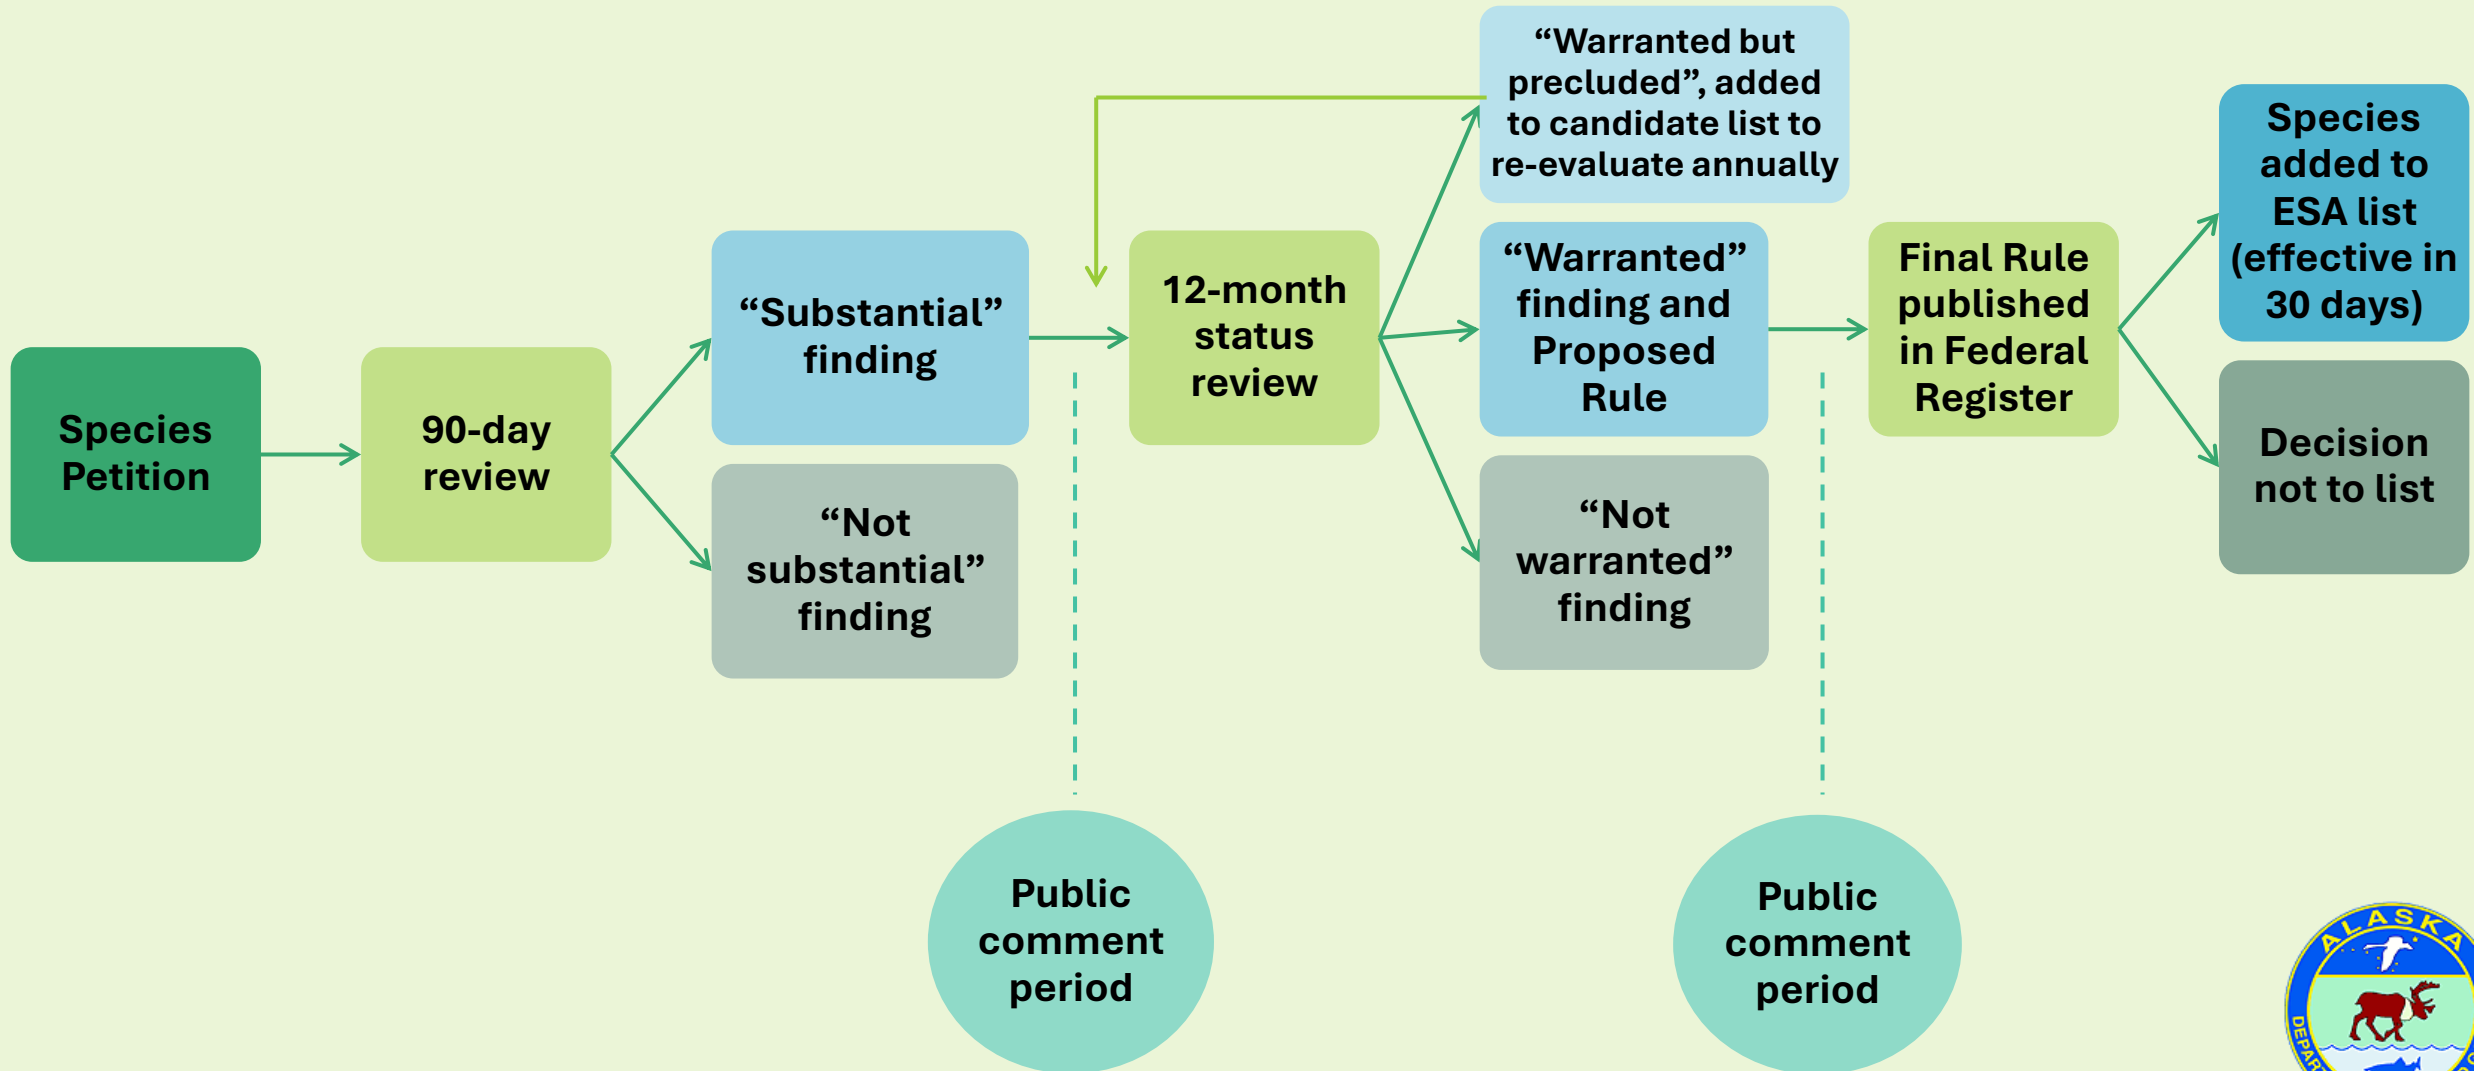 Species
Petition
90-day
review
“Substantial”
finding
“Not
substantial”
finding
Public
comment
period
12-month
status
review
“Warranted but
precluded”, added
to candidate list to
re-evaluate annually
“Warranted”
finding and
Proposed
Rule
“Not
warranted”
finding
Public
comment
period
Final Rule
published
in Federal
Register
Species
added to
ESA list
(effective in
30 days)
Decision
not to list
ALASKA